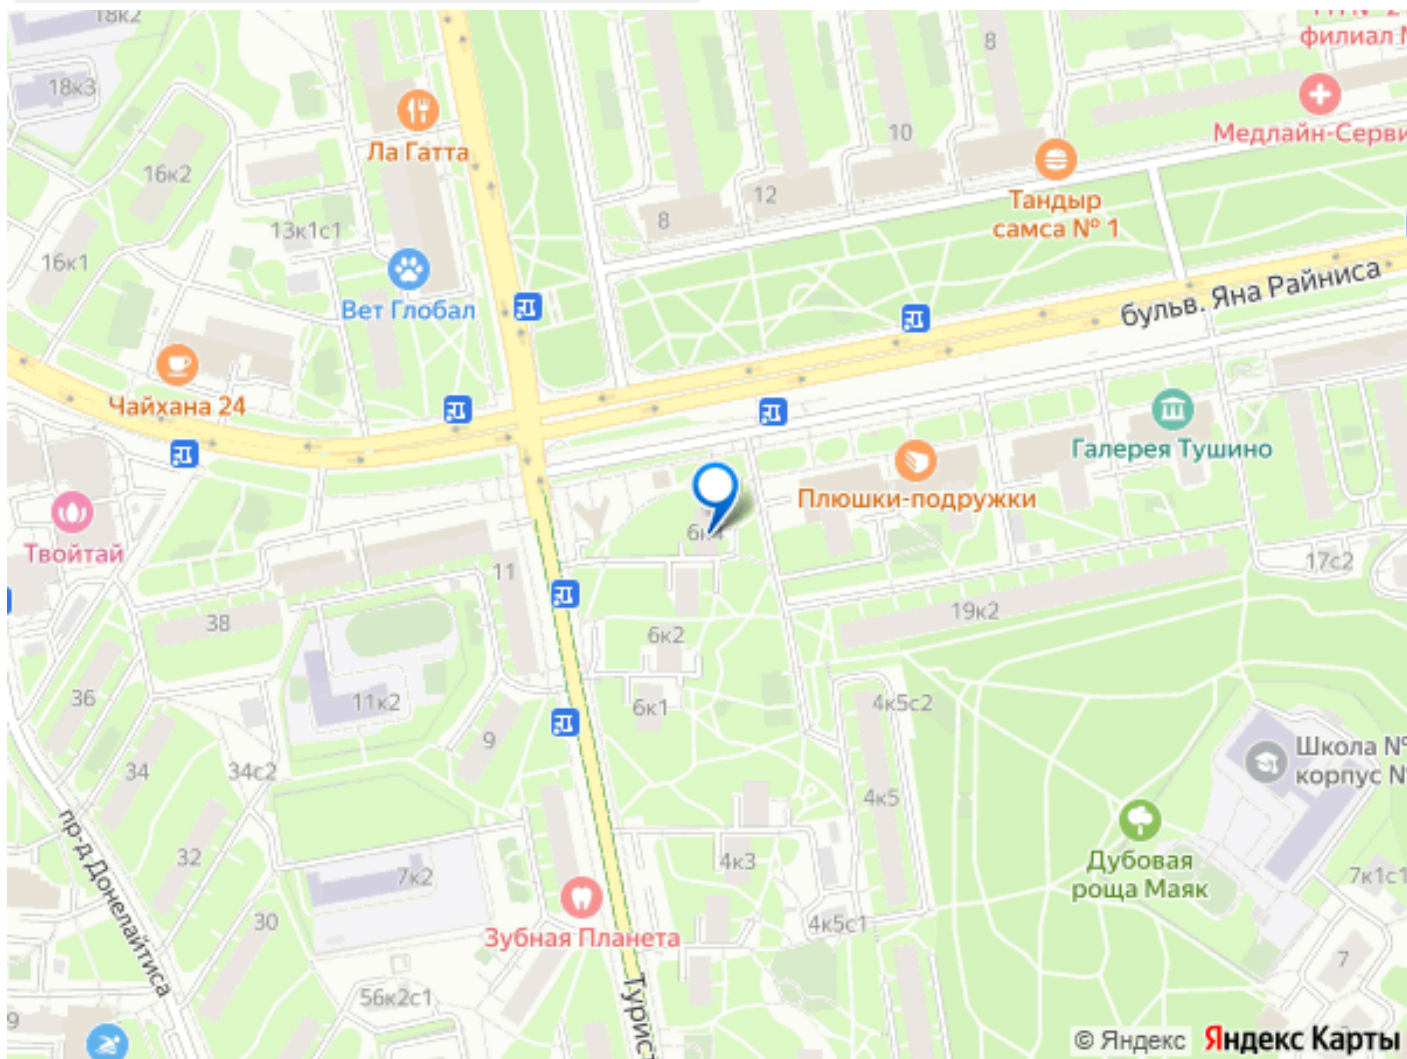 18к2
18к3
8
филиал
Медлайн-Серви
Ла Гатта
10
16к2
12
Тандыр
самса № 1
8
13к1с1
16к1
Вет Глобал
бульв. Яна Райниса
Чайхана 24
Галерея Тушино
Плюшки-подружки
Твойтай
6к4
11
17с2
38
19к2
6к2
36
11к2
6к1
4к5с2
9
Школа №
корпус №
34
34с2
4к5
пр-д Донелайтиса
32
7к2
4к3
Дубовая
роща Маяк
7к1с1
30
Зубная Планета
4к5с1
7
56к2с1
Турист
9
© Яндекс Яндекс Карты